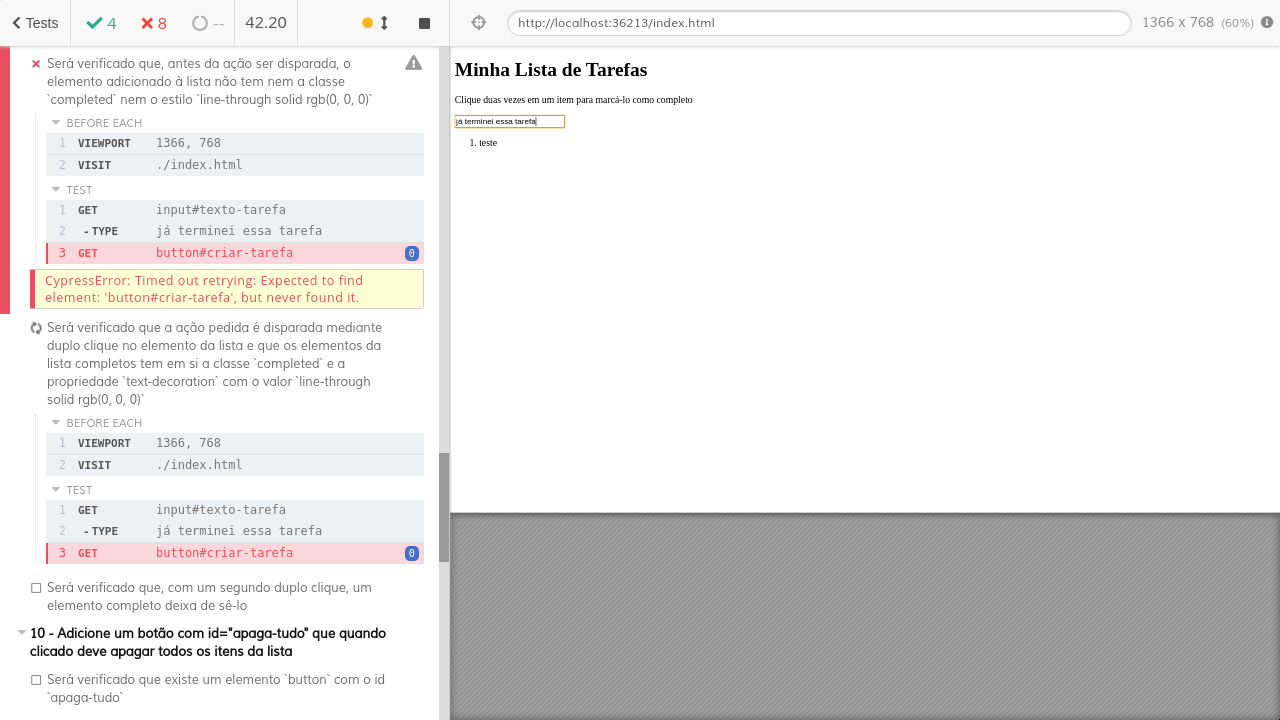 Tests
4
8
--
42.20
http://localhost:36213/index.html
1366 x 768 (60%)
Será verificado que, antes da ação ser disparada, o
elemento adicionado à lista não tem nem a classe
`completed` nem o estilo `line-through solid rgb(0, 0, 0)`
BEFORE EACH
1 VIEWPORT 1366, 768
2 VISIT ./index.html
TEST
1 GET input#texto-tarefa
2 -TYPE já terminei essa tarefa
3 GET button#criar-tarefa 0
CypressError: Timed out retrying: Expected to find
element: 'button#criar-tarefa', but never found it.
Será verificado que a ação pedida é disparada mediante
duplo clique no elemento da lista e que os elementos da
lista completos tem em si a classe `completed` e a
propriedade `text-decoration` com o valor `line-through
solid rgb(0, 0, 0)`
BEFORE EACH
1 VIEWPORT 1366, 768
2 VISIT ./index.html
TEST
1 GET input#texto-tarefa
2 -TYPE já terminei essa tarefa
3 GET button#criar-tarefa 0
Será verificado que, com um segundo duplo clique, um
elemento completo deixa de sê-lo
10 - Adicione um botão com id="apaga-tudo" que quando
clicado deve apagar todos os itens da lista
Será verificado que existe um elemento `button` com o id
`apaga-tudo`
Minha Lista de Tarefas
Clique duas vezes em um item para marcá-lo como completo
já terminei essa tarefa
1. teste